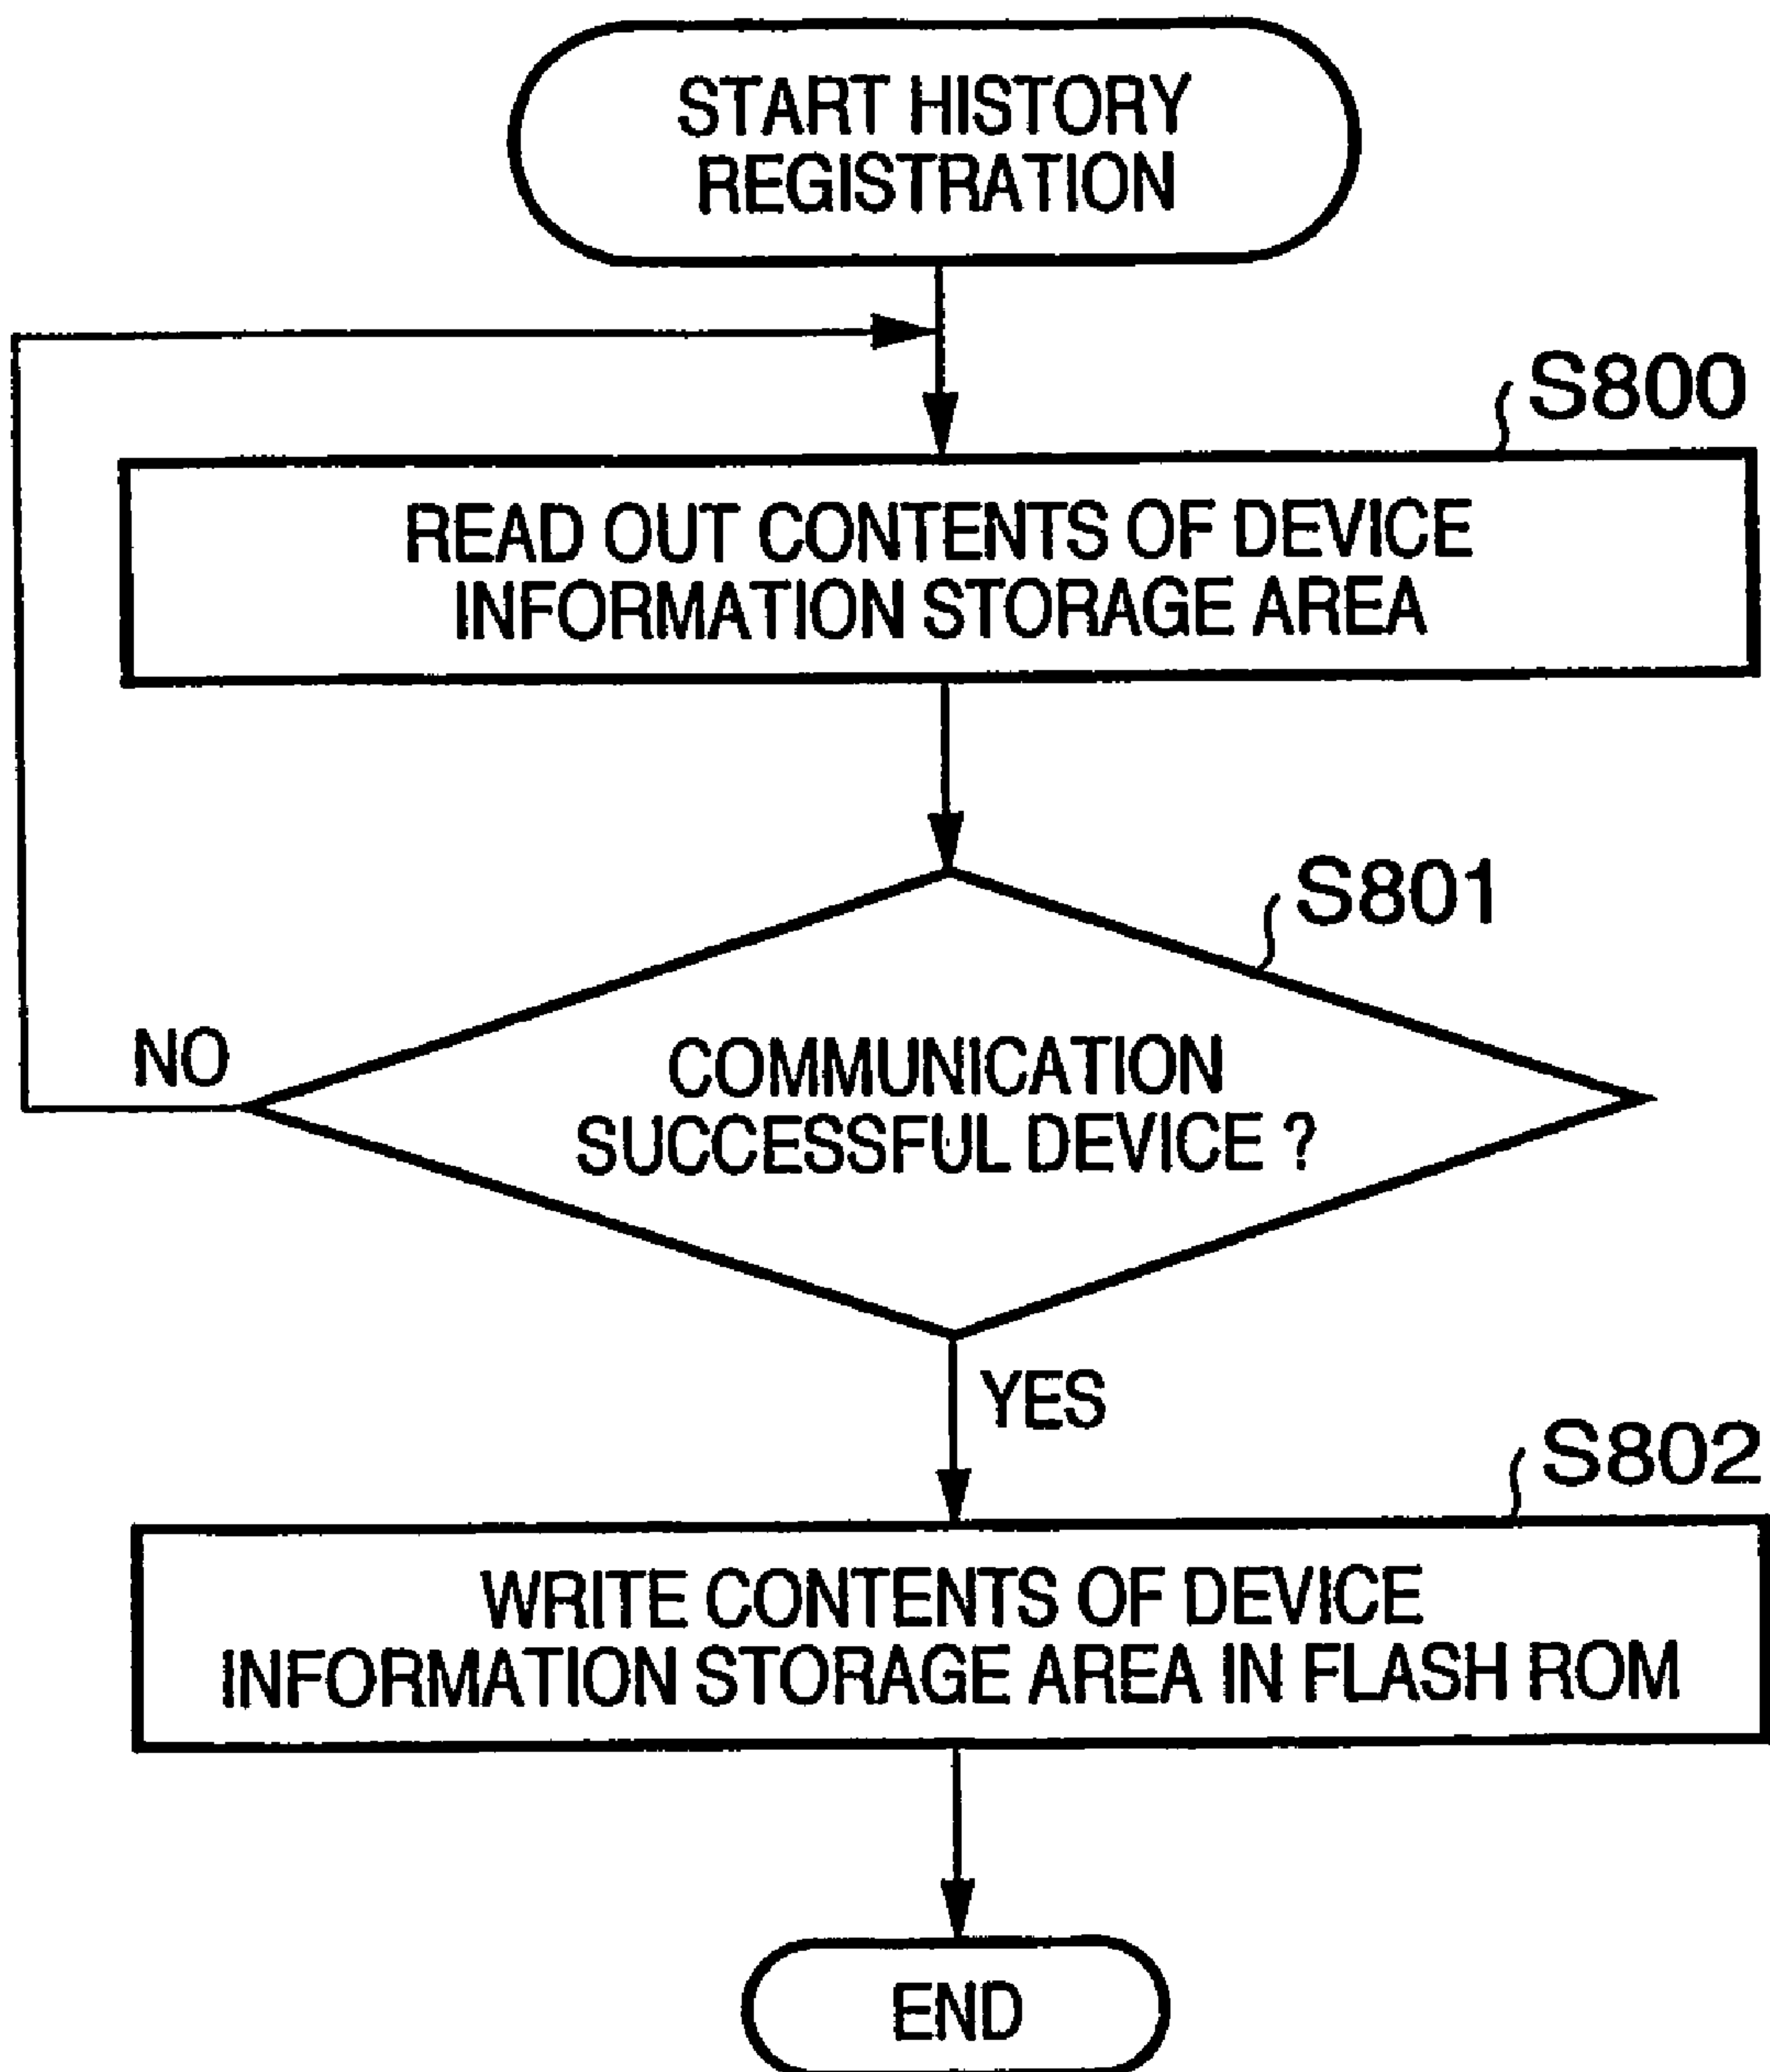 START HISTORY
REGISTRATION
S800
READ OUT CONTENTS OF DEVICE
INFORMATION STORAGE AREA
S801
COMMUNICATION
SUCCESSFUL DEVICE ?
NO
YES
S802
WRITE CONTENTS OF DEVICE
INFORMATION STORAGE AREA IN FLASH ROM
END